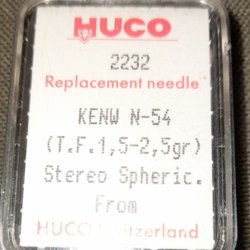 HUCO
2232
Replacement needle
KENW N-54
(T.F.1,5-2,5gr)
Stereo Spheric.
From
HUCO Switzerland